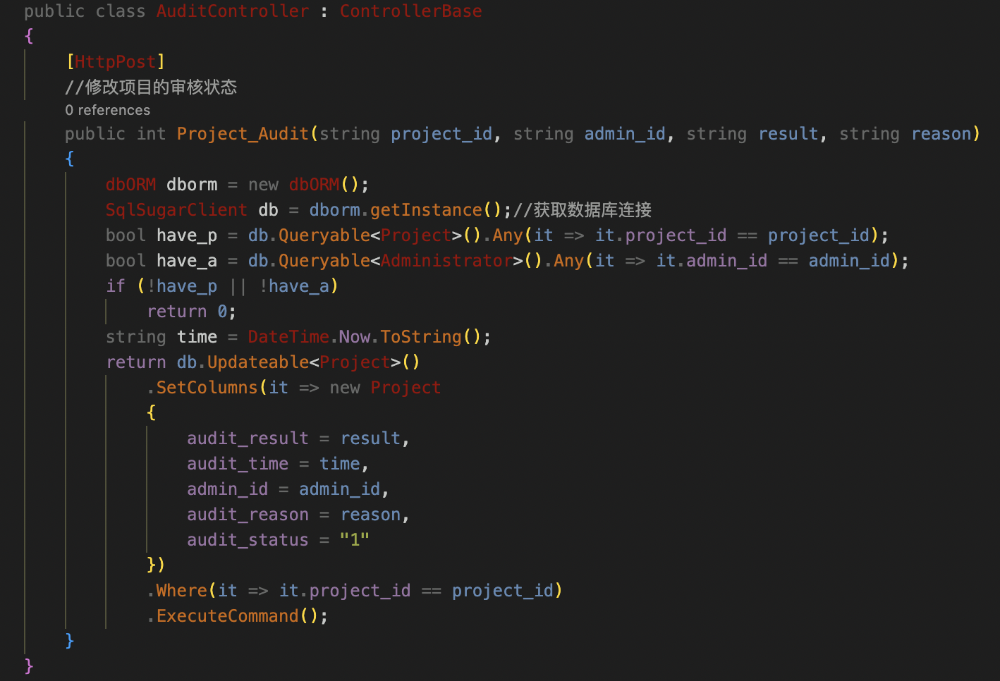 public class AuditController : ControllerBase
{
[HttpPost]
//修改项目的审核状态
0 references
public int Project_Audit(string project_id, string admin_id, string result, string reason)
{
dbORM dborm = new dbORM();
SqlSugarClient db = dborm.getInstance();//获取数据库连接
bool have_p = db.Queryable<Project>().Any(it => it.project_id == project_id);
bool have_a = db.Queryable<Administrator>().Any(it => it.admin_id == admin_id);
if (!have_p || !have_a)
return 0;
string time = DateTime.Now.ToString();
return db.Updateable<Project>()
.SetColumns(it => new Project
{
audit_result = result,
audit_time = time,
admin_id = admin_id,
audit_reason = reason,
audit_status = "1"
})
.Where(it => it.project_id == project_id)
.ExecuteCommand();
}
}